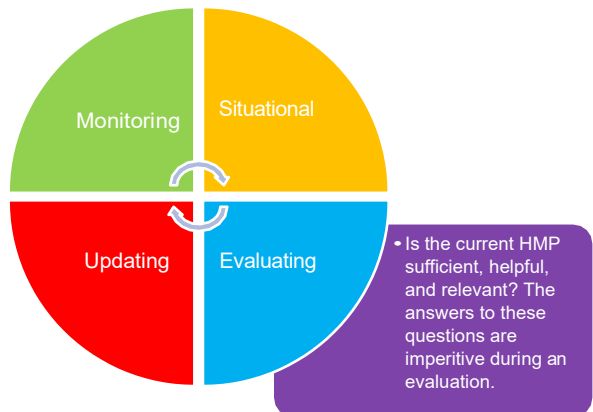 Monitoring
Situational
Updating
Evaluating
• Is the current HMP
sufficient, helpful,
and relevant? The
answers to these
questions are
imperitive during an
evaluation.